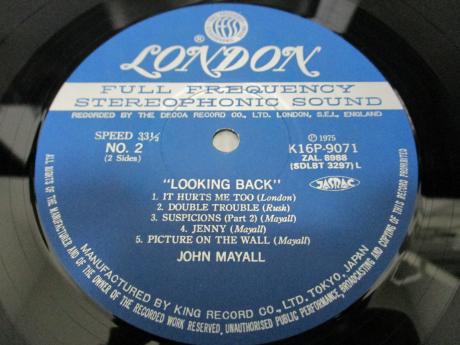 FFSS
LONDON
FULL FREQUENCY
STEREOPHONIC SOUND
RECORDED BY THE DECCA RECORD CO., LTD. LONDON, S.E.I., ENGLAND
SPEED 33⅓
NO. 2
(2 Sides)
Ⓟ 1975
K16P-9071
ZAL. 8988
(SDLBT 3297) L
JASRAC
"LOOKING BACK"
1. IT HURTS ME TOO (London)
2. DOUBLE TROUBLE (Rush)
3. SUSPICIONS (Part 2) (Mayall)
4. JENNY (Mayall)
5. PICTURE ON THE WALL (Mayall)
JOHN MAYALL
MANUFACTURED BY KING RECORD CO., LTD. TOKYO, JAPAN
ALL RIGHTS OF THE MANUFACTURER AND OF THE OWNER OF THE RECORDED WORK RESERVED, UNAUTHORISED PUBLIC PERFORMANCE, BROADCASTING AND COPYING OF THIS RECORD PROHIBITED